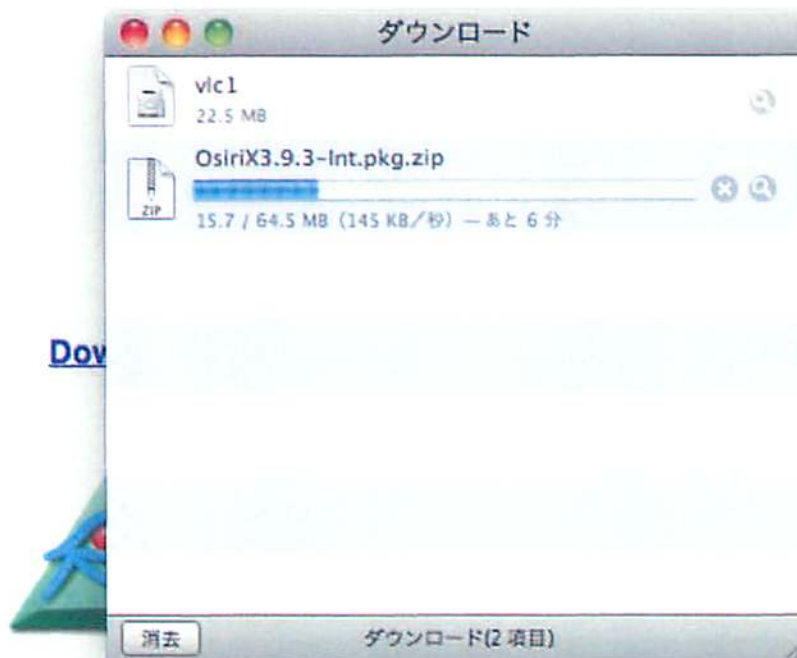 ダウンロード
vlc1
22.5 MB
OsiriX3.9.3-Int.pkg.zip
ZIP
15.7 / 64.5 MB (145 KB/秒) — あと 6 分
Dow
消去
ダウンロード(2 項目)